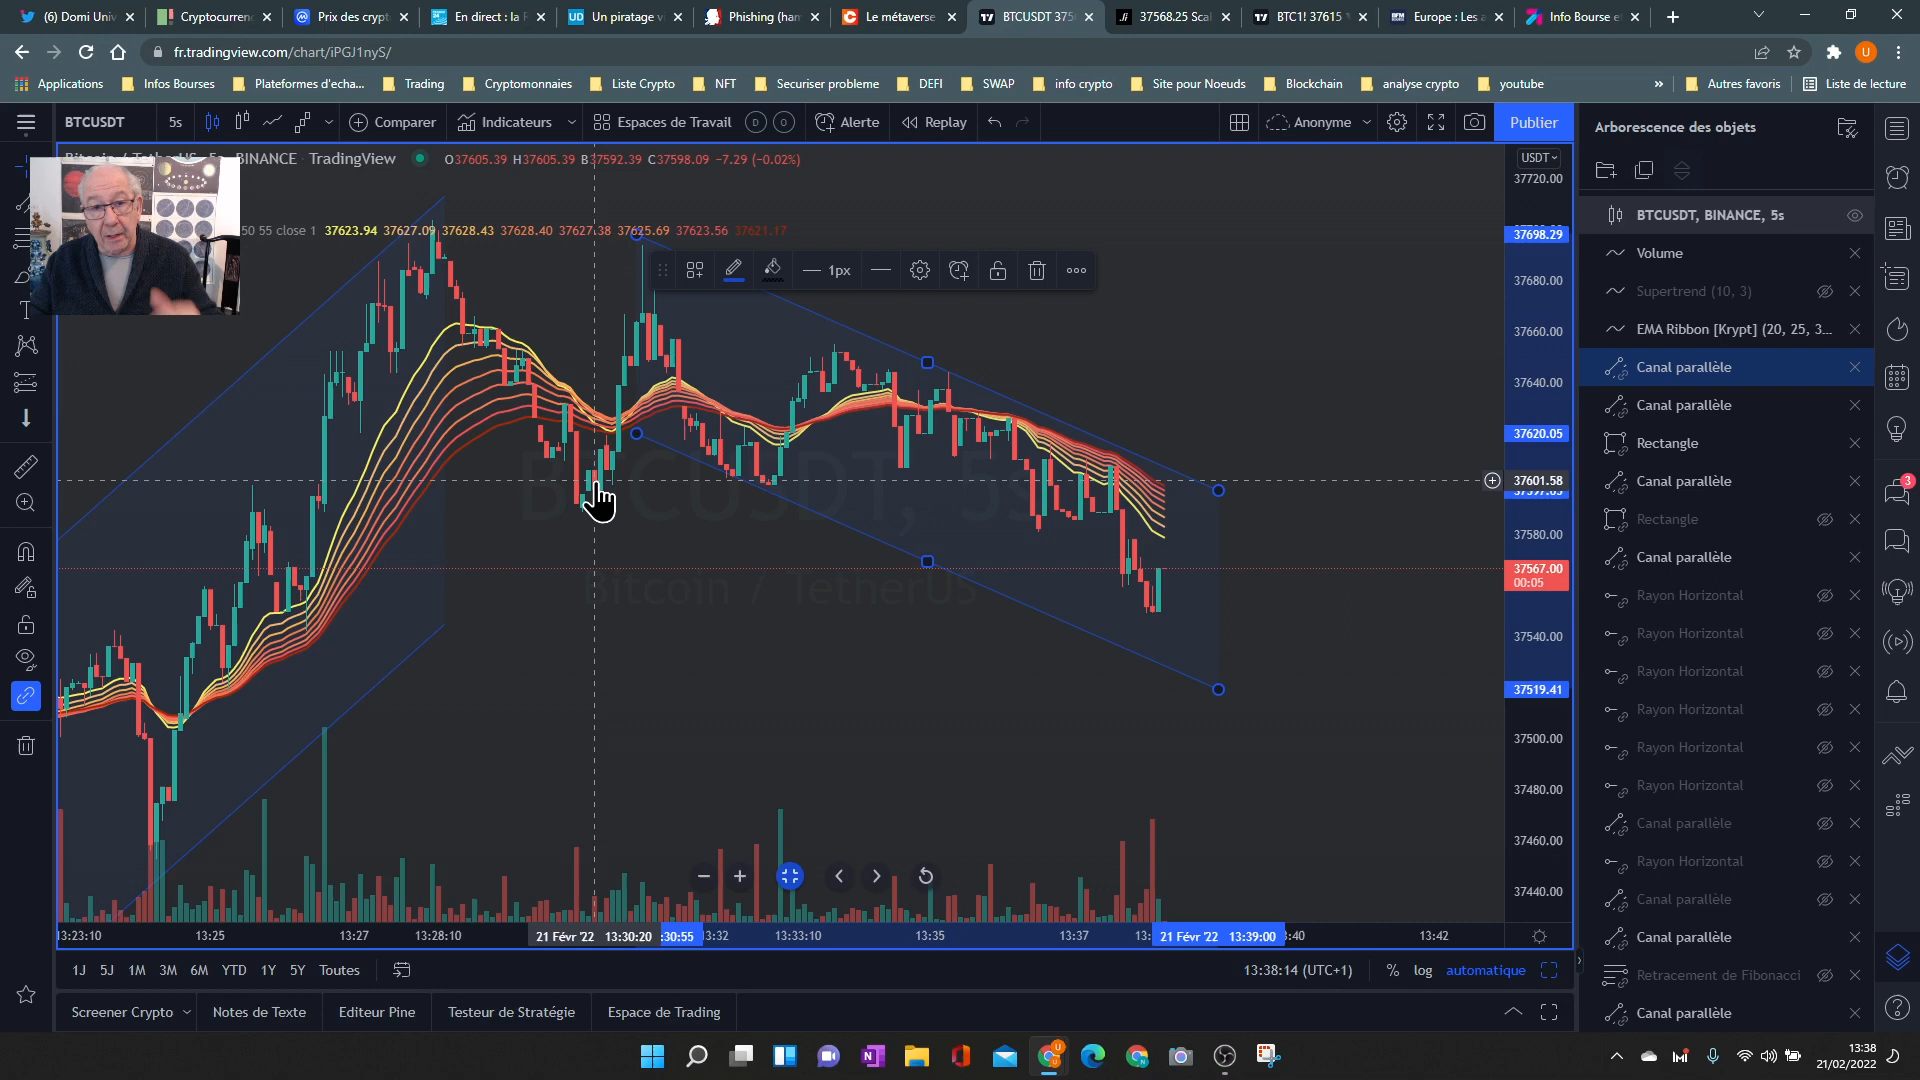 (6) Domi Univ
Cryptocurren
Prix des crypt
En direct : la
Un piratage v
Phishing (ham
Le métaverse
BTCUSDT 375
37568.25 Scal
BTC1! 37615
Europe : Les a
Info Bourse e
fr.tradingview.com/chart/iPGJ1nyS/
Applications
Infos Bourses
Plateformes d'echa...
Trading
Cryptomonnaies
Liste Crypto
NFT
Securiser probleme
DEFI
SWAP
info crypto
Site pour Noeuds
Blockchain
analyse crypto
youtube
»
Autres favoris
Liste de lecture
BTCUSDT
5s
Comparer
Indicateurs
Espaces de Travail
D
O
Alerte
Replay
Anonyme
Publier
Arborescence des objets
BINANCE TradingView
O37605.39 H37605.39 B37592.39 C37598.09 −7.29 (−0.02%)
50 55 close 1 37623.94 37627.09 37628.43 37628.40 37627.38 37625.69 37623.56 37621.17
1px
BTCUSDT, 5s
Bitcoin / TetherUS
USDT
37720.00
37698.29
37680.00
37660.00
37640.00
37620.05
37601.58
37580.00
37567.00
00:05
37540.00
37519.41
37500.00
37480.00
37460.00
37440.00
BTCUSDT, BINANCE, 5s
Volume
Supertrend (10, 3)
EMA Ribbon [Krypt] (20, 25, 3...
Canal parallèle
Canal parallèle
Rectangle
Canal parallèle
Rectangle
Canal parallèle
Rayon Horizontal
Rayon Horizontal
Rayon Horizontal
Rayon Horizontal
Rayon Horizontal
Rayon Horizontal
Canal parallèle
Rayon Horizontal
Canal parallèle
Canal parallèle
Retracement de Fibonacci
Canal parallèle
3
13:23:10
13:25
13:27
13:28:10
21 Févr '22 13:30:20
:30:55
13:32
13:33:10
13:35
13:37
21 Févr '22 13:39:00
:40
13:42
1J
5J
1M
3M
6M
YTD
1Y
5Y
Toutes
13:38:14 (UTC+1)
%
log
automatique
Screener Crypto
Notes de Texte
Editeur Pine
Testeur de Stratégie
Espace de Trading
13:38
21/02/2022